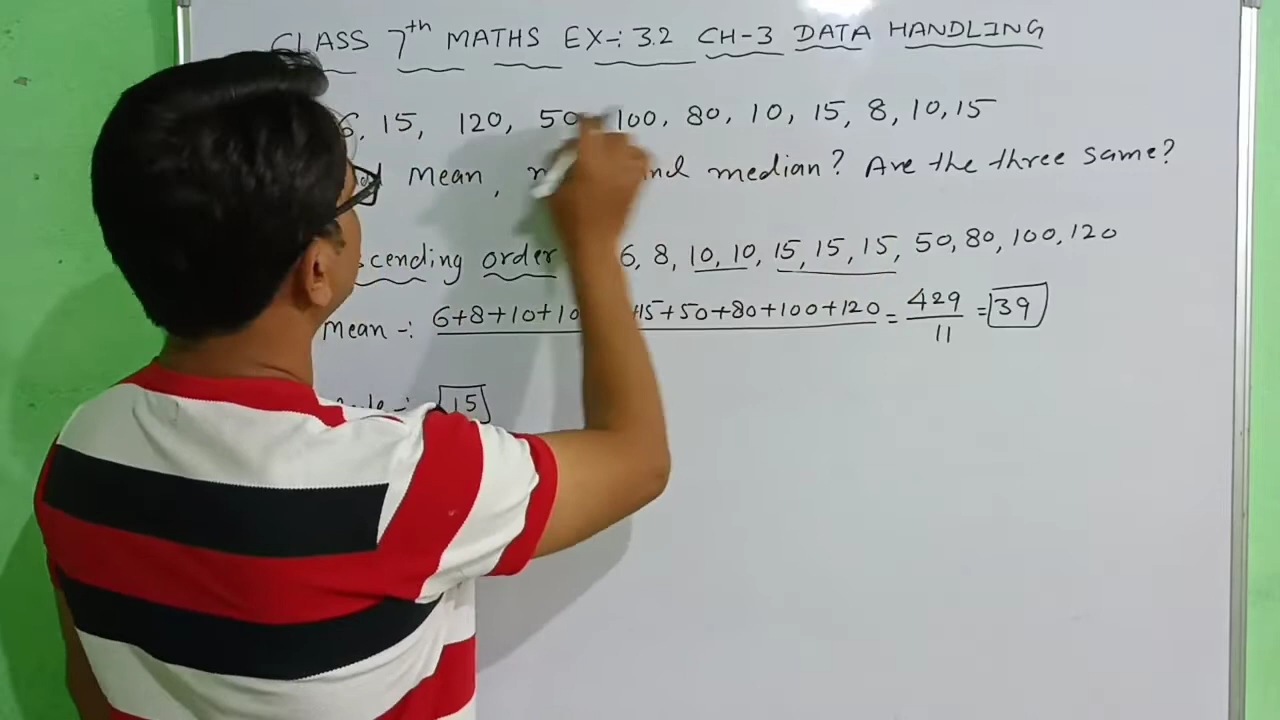 CLASS 7th MATHS EX-: 3.2 CH-3 DATA HANDLING
6, 15, 120, 50, 100, 80, 10, 15, 8, 10, 15
Mean, and median? Are the three same?
scending order 6, 8, 10, 10, 15, 15, 15, 50, 80, 100, 120
Mean -: 6+8+10+10 +15+50+80+100+120 = 429/11 = 39
-: 15